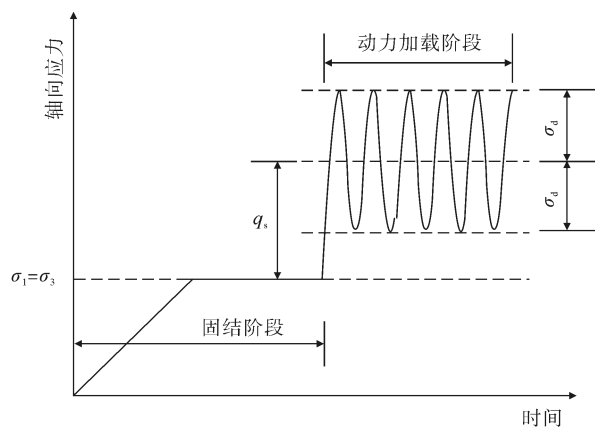 动力加载阶段
轴向应力
σd
σd
qs
σ1=σ3
固结阶段
时间